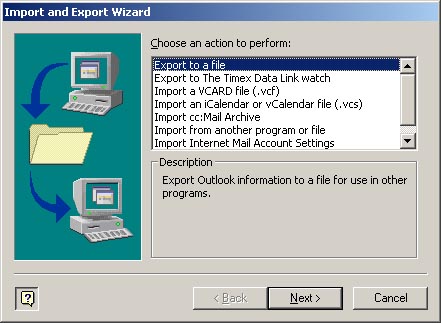 Import and Export Wizard
Choose an action to perform:
Export to a file
Export to The Timex Data Link watch
Import a VCARD file (.vcf)
Import an iCalendar or vCalendar file (.vcs)
Import cc:Mail Archive
Import from another program or file
Import Internet Mail Account Settings
Description
Export Outlook information to a file for use in other
programs.
?
< Back
Next >
Cancel